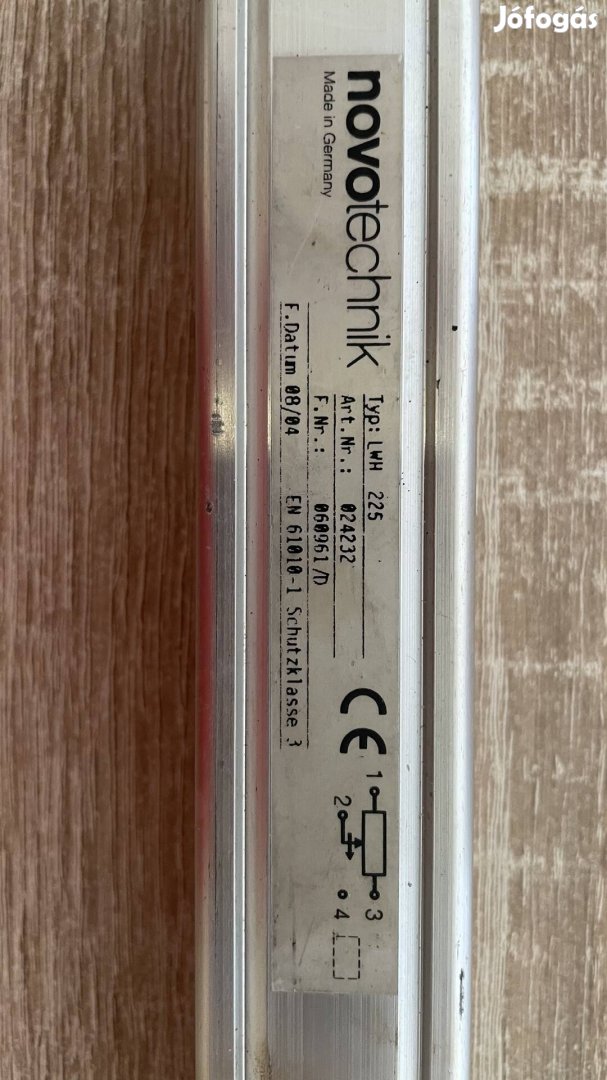 Jófogás
novotechnik
Made in Germany
Typ: LWH 225
Art.Nr.: 024232
F.Nr.: 060961/D
F.Datum 08/04 EN 61010-1 Schutzklasse 3
CE
1 3
2 4